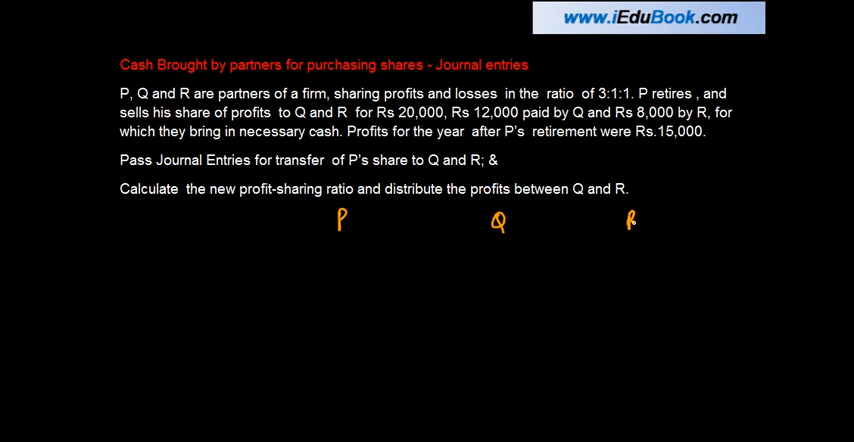 www.iEduBook.com
Cash Brought by partners for purchasing shares - Journal entries
P, Q and R are partners of a firm, sharing profits and losses in the ratio of 3:1:1. P retires , and
sells his share of profits to Q and R for Rs 20,000, Rs 12,000 paid by Q and Rs 8,000 by R, for
which they bring in necessary cash. Profits for the year after P's retirement were Rs.15,000.
Pass Journal Entries for transfer of P's share to Q and R; &
Calculate the new profit-sharing ratio and distribute the profits between Q and R.
P Q R